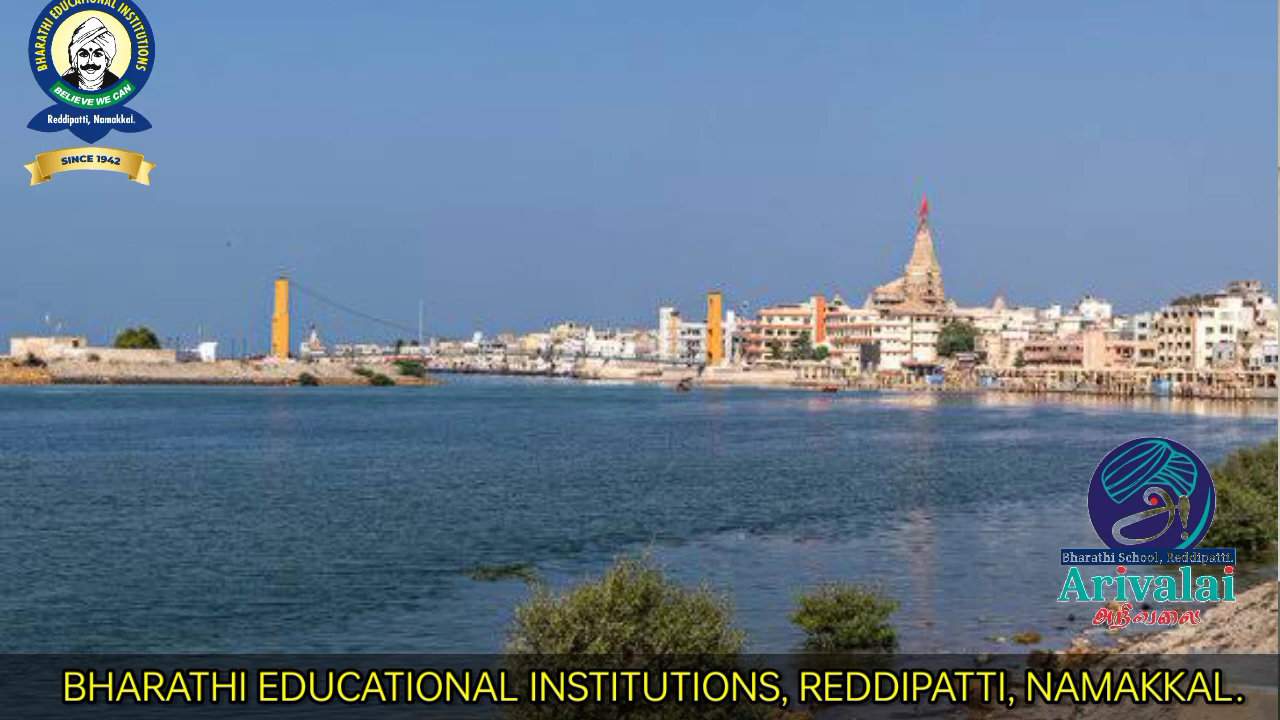 BHARATHI EDUCATIONAL INSTITUTIONS
BELIEVE WE CAN
Reddipatti, Namakkal.
SINCE 1942
Bharathi School, Reddipatti.
Arivalai
அறிவலை
BHARATHI EDUCATIONAL INSTITUTIONS, REDDIPATTI, NAMAKKAL.